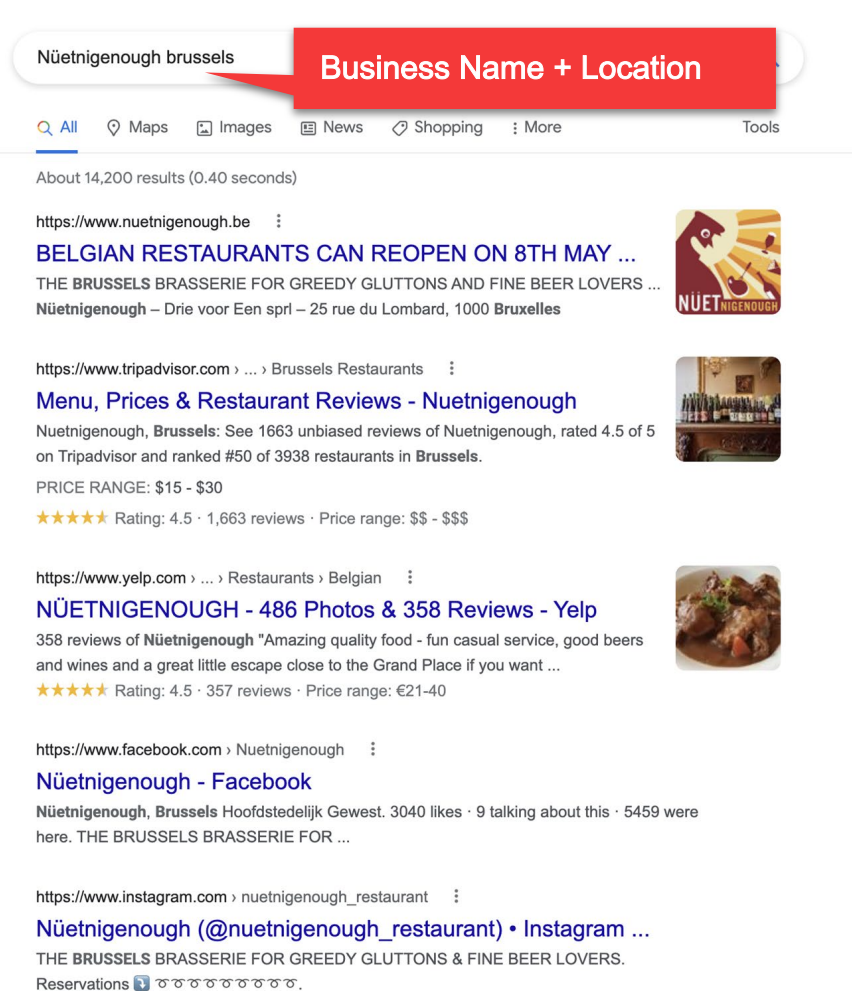 Nüetnigenough brussels
Business Name + Location
All Maps Images News Shopping More Tools
About 14,200 results (0.40 seconds)
https://www.nuetnigenough.be
BELGIAN RESTAURANTS CAN REOPEN ON 8TH MAY ...
THE BRUSSELS BRASSERIE FOR GREEDY GLUTTONS AND FINE BEER LOVERS ...
Nüetnigenough – Drie voor Een sprl – 25 rue du Lombard, 1000 Bruxelles
NÜETNIGENOUGH
https://www.tripadvisor.com › ... › Brussels Restaurants
Menu, Prices & Restaurant Reviews - Nuetnigenough
Nuetnigenough, Brussels: See 1663 unbiased reviews of Nuetnigenough, rated 4.5 of 5
on Tripadvisor and ranked #50 of 3938 restaurants in Brussels.
PRICE RANGE: $15 - $30
Rating: 4.5 · 1,663 reviews · Price range: $$ - $$$
https://www.yelp.com › ... › Restaurants › Belgian
NÜETNIGENOUGH - 486 Photos & 358 Reviews - Yelp
358 reviews of Nüetnigenough "Amazing quality food - fun casual service, good beers
and wines and a great little escape close to the Grand Place if you want ...
Rating: 4.5 · 357 reviews · Price range: €21-40
https://www.facebook.com › Nuetnigenough
Nüetnigenough - Facebook
Nüetnigenough, Brussels Hoofdstedelijk Gewest. 3040 likes · 9 talking about this · 5459 were
here. THE BRUSSELS BRASSERIE FOR ...
https://www.instagram.com › nuetnigenough_restaurant
Nüetnigenough (@nuetnigenough_restaurant) • Instagram ...
THE BRUSSELS BRASSERIE FOR GREEDY GLUTTONS & FINE BEER LOVERS.
Reservations ⤵️ ➰➰➰➰➰➰➰➰➰.